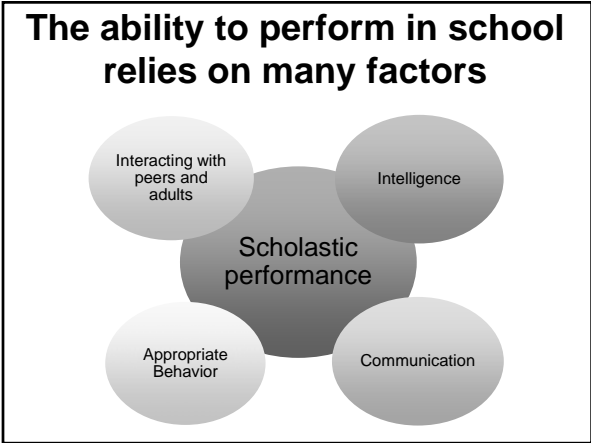 The ability to perform in school
relies on many factors
Interacting with
peers and
adults
Intelligence
Scholastic
performance
Appropriate
Behavior
Communication